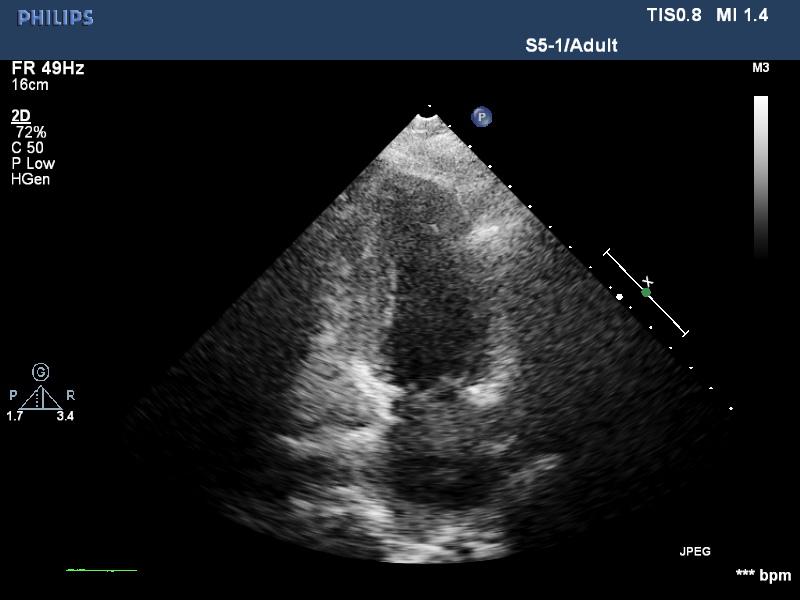 PHILIPS
TIS0.8 MI 1.4
S5-1/Adult
FR 49Hz
16cm
M3
2D
72%
C 50
P Low
HGen
P
G
P R
1.7 3.4
JPEG
*** bpm